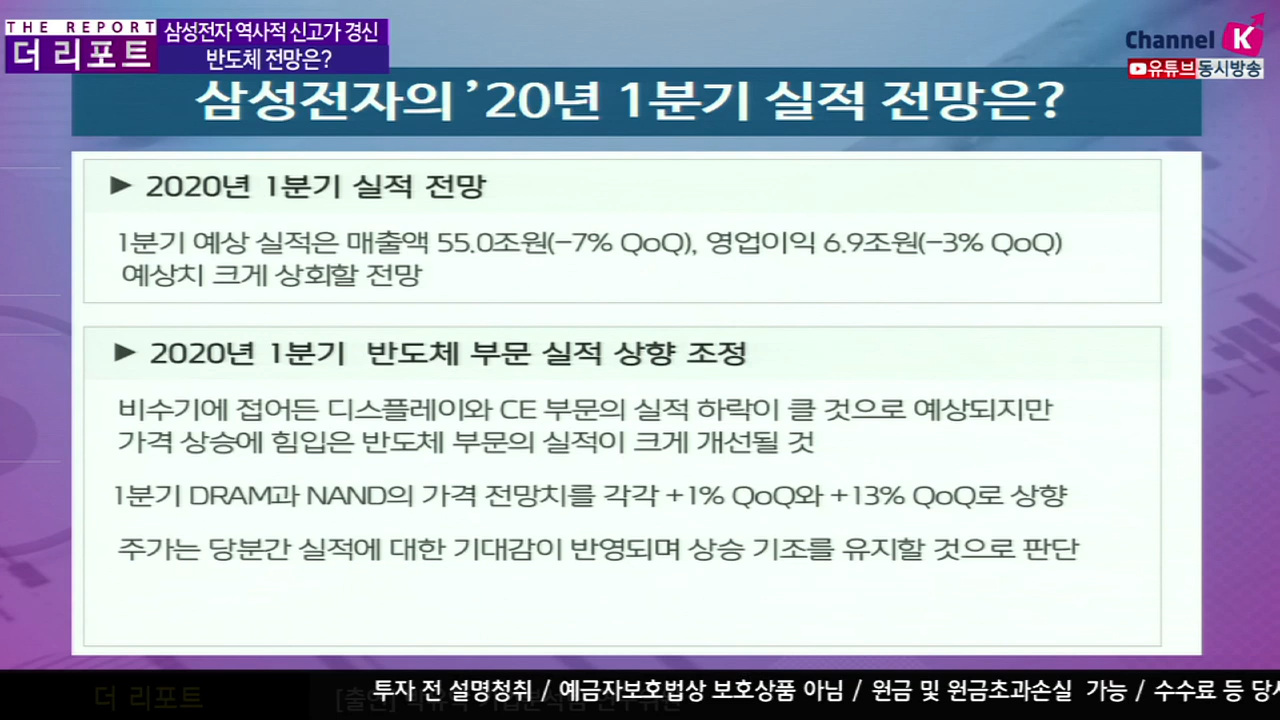 THE REPORT
더 리포트
삼성전자 역사적 신고가 경신
반도체 전망은?
Channel K
유튜브동시방송
삼성전자의 ’20년 1분기 실적 전망은?
▶ 2020년 1분기 실적 전망
1분기 예상 실적은 매출액 55.0조원(-7% QoQ), 영업이익 6.9조원(-3% QoQ)
예상치 크게 상회할 전망
▶ 2020년 1분기 반도체 부문 실적 상향 조정
비수기에 접어든 디스플레이와 CE 부문의 실적 하락이 클 것으로 예상되지만
가격 상승에 힘입은 반도체 부문의 실적이 크게 개선될 것
1분기 DRAM과 NAND의 가격 전망치를 각각 +1% QoQ와 +13% QoQ로 상향
주가는 당분간 실적에 대한 기대감이 반영되며 상승 기조를 유지할 것으로 판단
더 리포트
투자 전 설명청취 / 예금자보호법상 보호상품 아님 / 원금 및 원금초과손실 가능 / 수수료 등 당